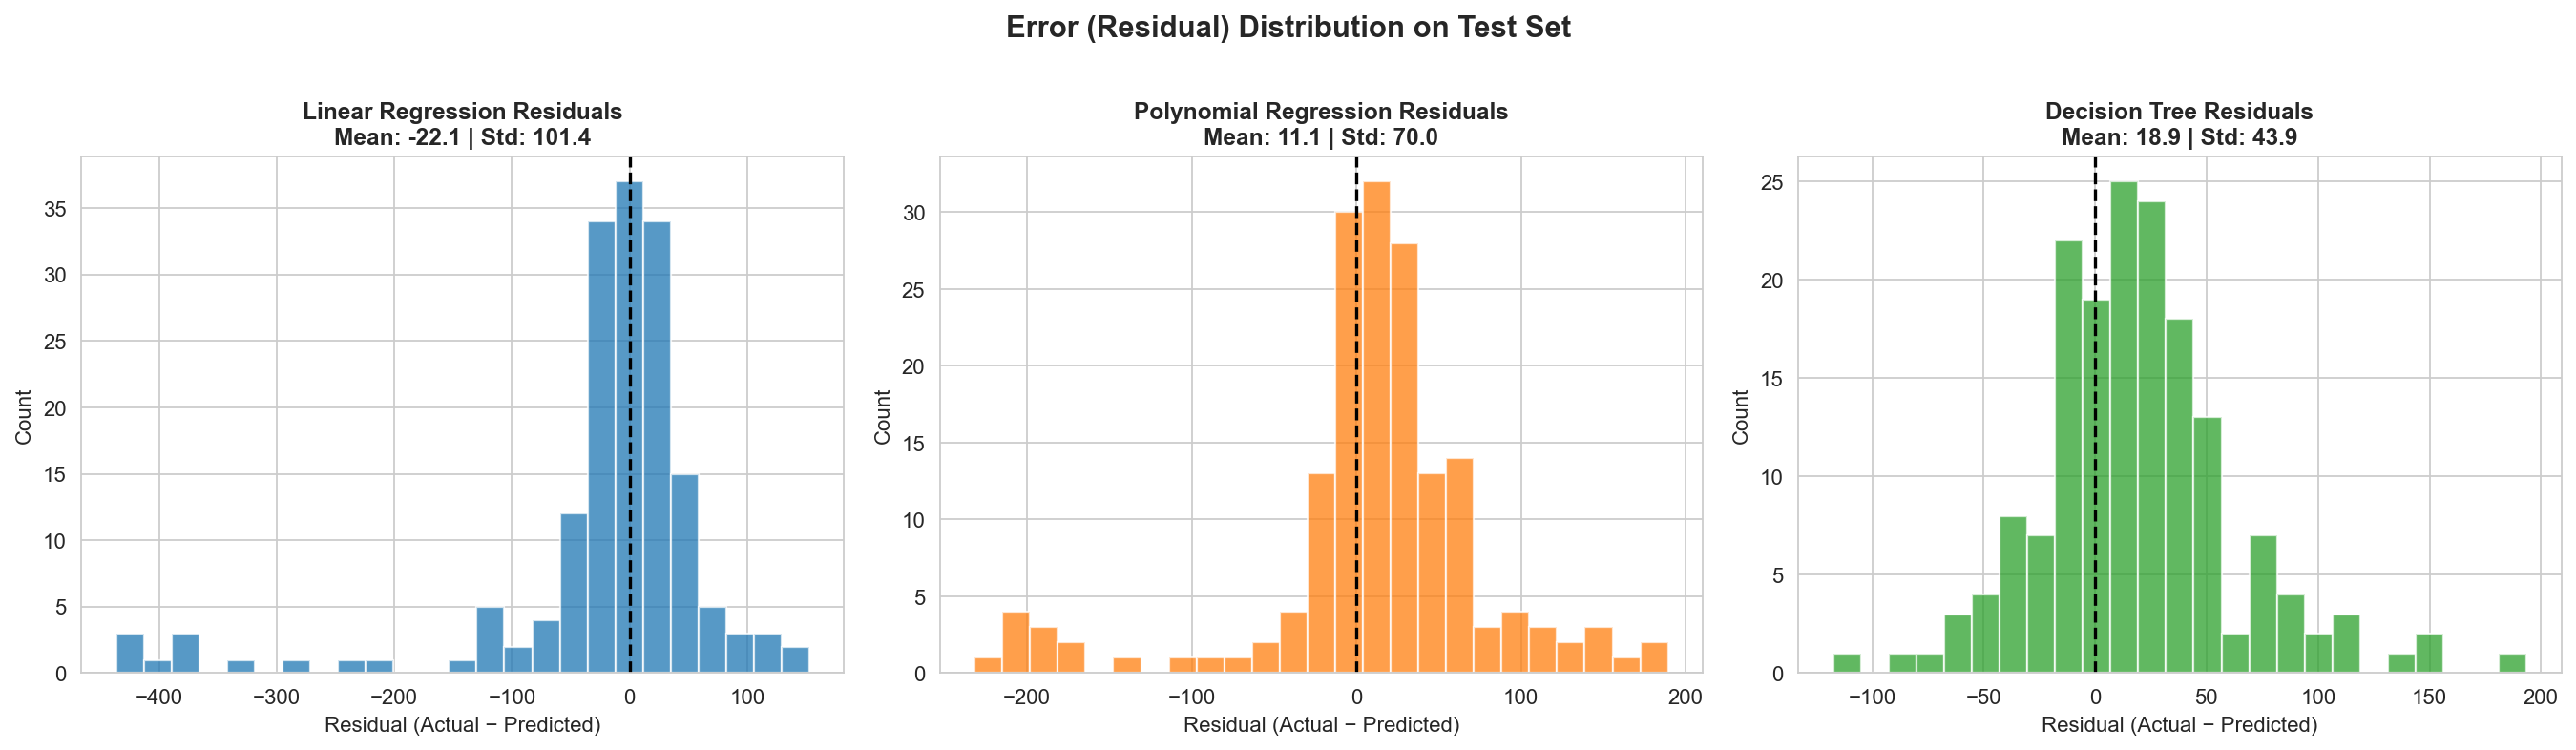 Error (Residual) Distribution on Test Set
Linear Regression Residuals
Mean: -22.1 | Std: 101.4
Count
35
30
25
20
15
10
5
0
−400 −300 −200 −100 0 100
Residual (Actual − Predicted)
Polynomial Regression Residuals
Mean: 11.1 | Std: 70.0
Count
30
25
20
15
10
5
0
−200 −100 0 100 200
Residual (Actual − Predicted)
Decision Tree Residuals
Mean: 18.9 | Std: 43.9
Count
25
20
15
10
5
0
−100 −50 0 50 100 150 200
Residual (Actual − Predicted)